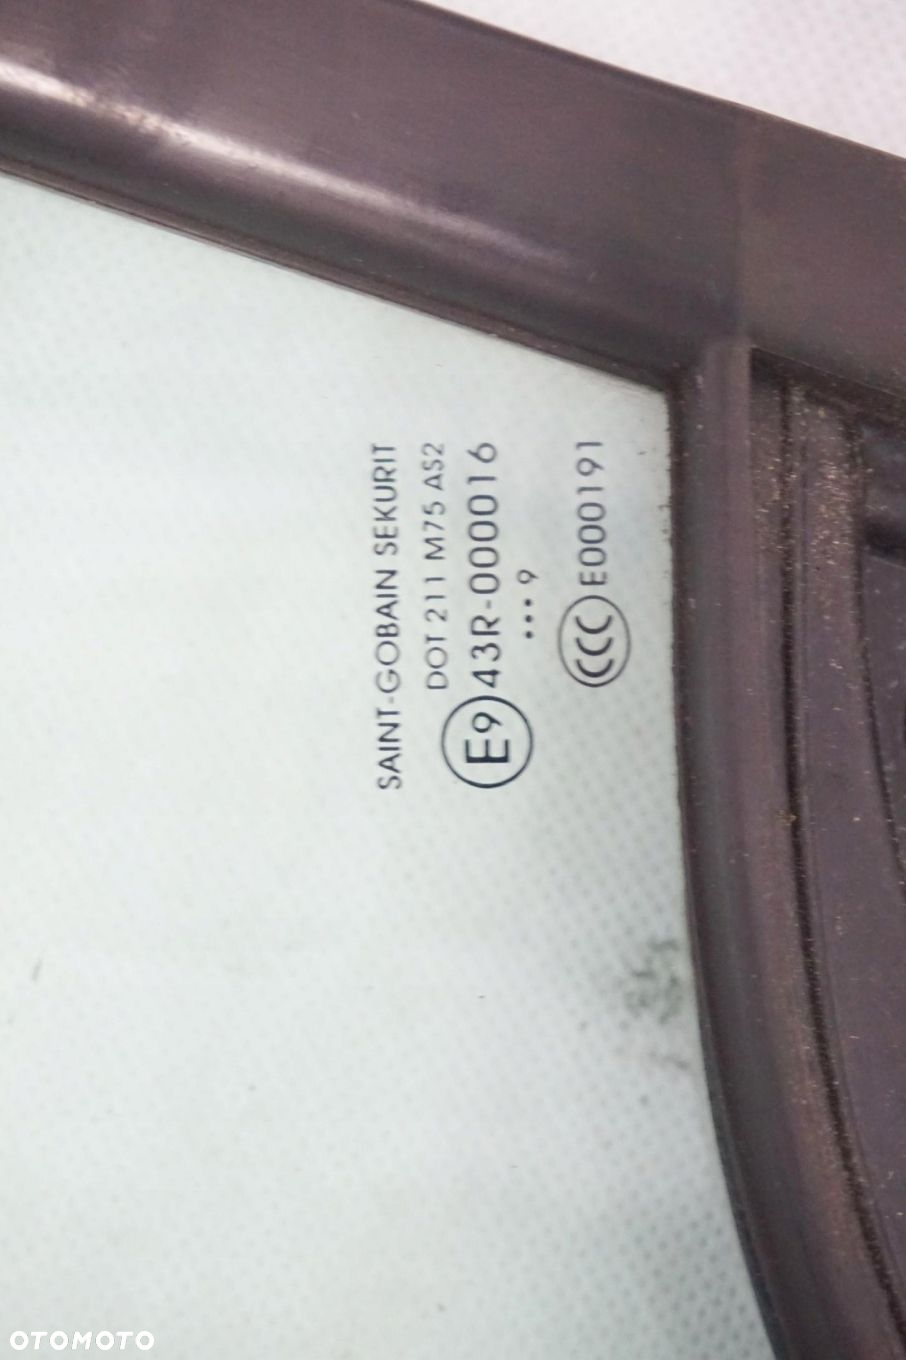 SAINT-GOBAIN SEKURIT
DOT 211 M75 AS2
E9 43R-000016
•••9
CCC E000191
OTOMOTO